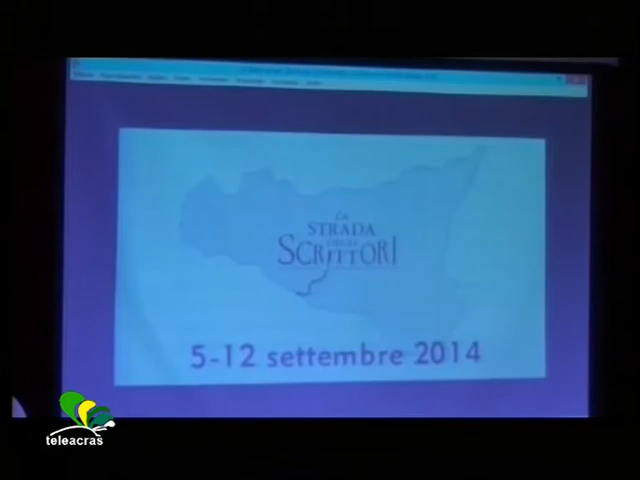 LA
STRADA
DEGLI
SCRITTORI
5-12 settembre 2014
teleacras